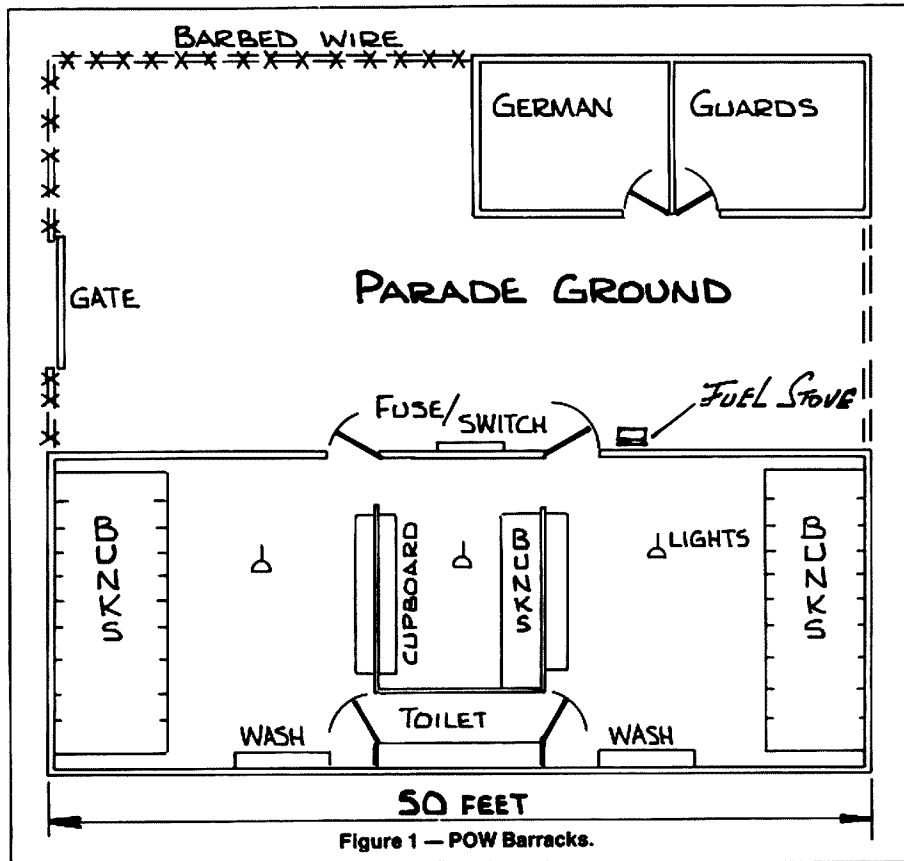 BARBED WIRE
GERMAN
GUARDS
GATE
PARADE GROUND
FUSE/
SWITCH
FUEL STOVE
BUNKS
CUPBOARD
BUNKS
LIGHTS
BUNKS
WASH
TOILET
WASH
50 FEET
Figure 1 — POW Barracks.